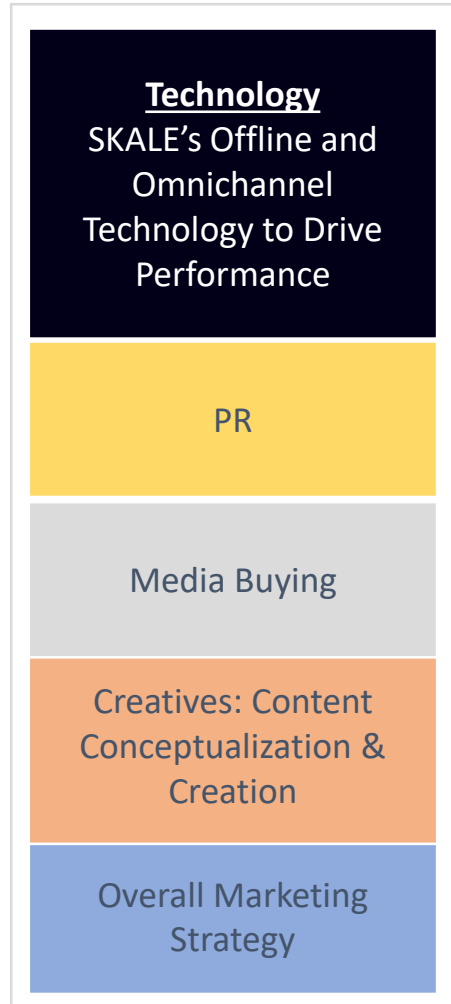 Technology
SKALE’s Offline and
Omnichannel
Technology to Drive
Performance
PR
Media Buying
Creatives: Content
Conceptualization &
Creation
Overall Marketing
Strategy